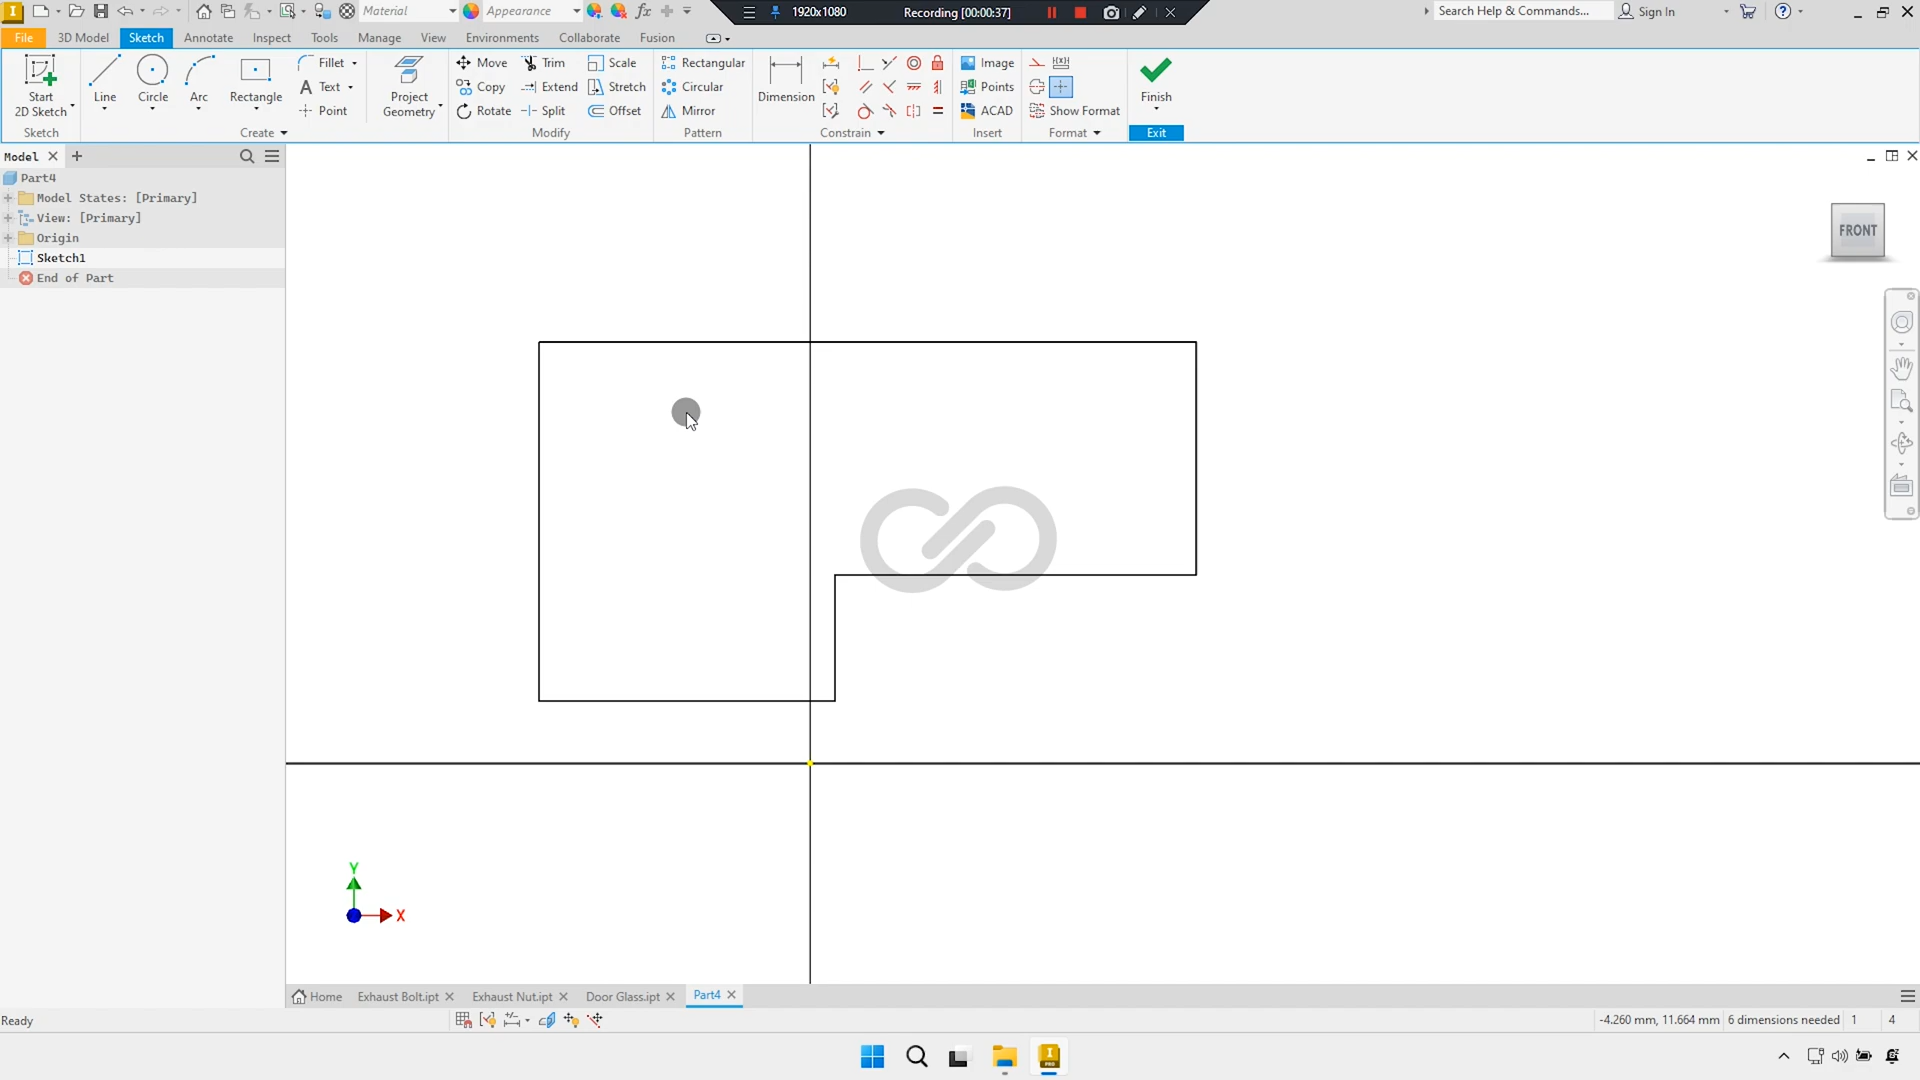 Material
Appearance
1920x1080
Recording [00:00:37]
Search Help & Commands...
Sign In
File
3D Model
Sketch
Annotate
Inspect
Tools
Manage
View
Environments
Collaborate
Fusion
Start
2D Sketch
Line
Circle
Arc
Rectangle
Fillet
Text
Point
Project
Geometry
Move
Copy
Rotate
Trim
Extend
Split
Scale
Stretch
Offset
Rectangular
Circular
Mirror
Dimension
Image
Points
ACAD
Show Format
Finish
Sketch
Create
Modify
Pattern
Constrain
Insert
Format
Exit
Model
Part4
Model States: [Primary]
View: [Primary]
Origin
Sketch1
End of Part
FRONT
Y
X
Home
Exhaust Bolt.ipt
Exhaust Nut.ipt
Door Glass.ipt
Part4
Ready
-4.260 mm, 11.664 mm
6 dimensions needed
1
4